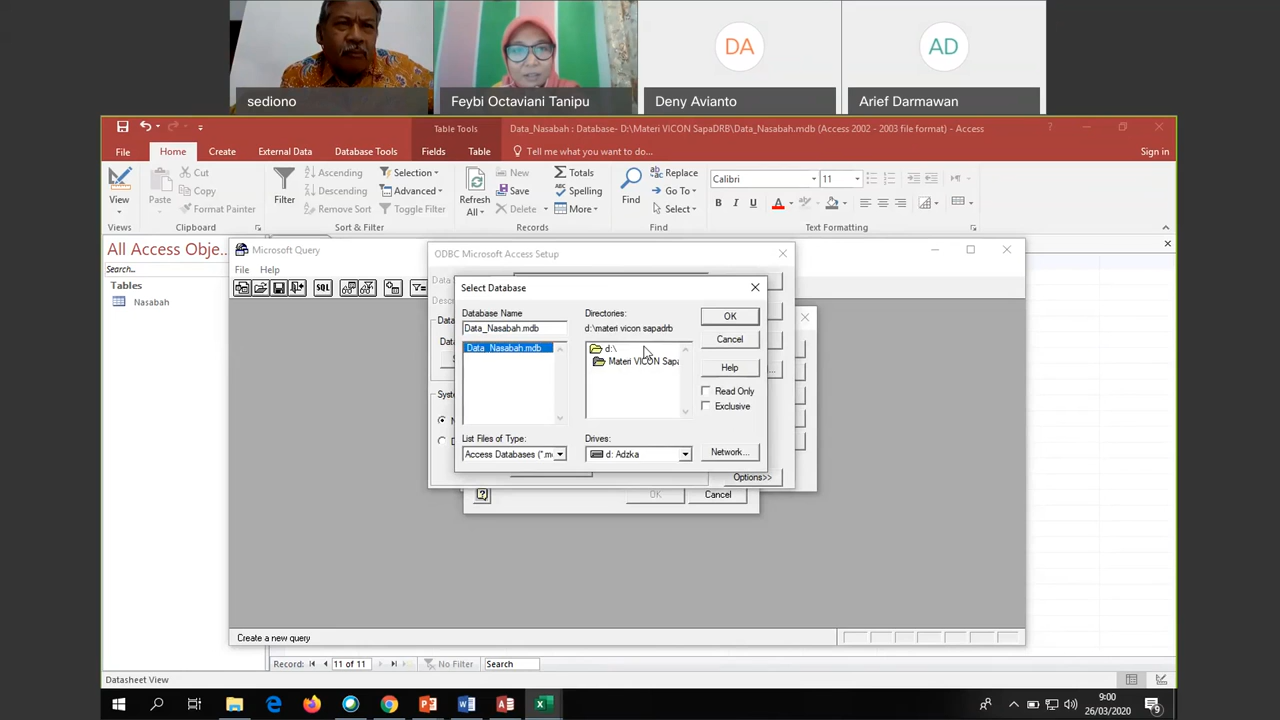 DA
AD
sediono
Feybi Octaviani Tanipu
Deny Avianto
Arief Darmawan
Table Tools
Data_Nasabah : Database- D:\Materi VICON SapaDRB\Data_Nasabah.mdb (Access 2002 - 2003 file format) - Access
?
File
Home
Create
External Data
Database Tools
Fields
Table
Tell me what you want to do...
Sign in
View
Views
Paste
Cut
Copy
Format Painter
Clipboard
Filter
Ascending
Descending
Remove Sort
Selection
Advanced
Toggle Filter
Sort & Filter
Refresh
All
New
Save
Delete
Totals
Spelling
More
Records
Find
Replace
Go To
Select
Find
Calibri
11
B I U
Text Formatting
All Access Obje...
Search...
Tables
Nasabah
Microsoft Query
File Help
SQL
ODBC Microsoft Access Setup
Data
Desc
Data
Dat
Syste
Options>>
OK
Cancel
Select Database
Database Name
Data_Nasabah.mdb
Data_Nasabah.mdb
Directories:
d:\materi vicon sapadrb
d:\
Materi VICON Sapa
OK
Cancel
Help
Read Only
Exclusive
List Files of Type:
Access Databases (*.m
Drives:
d: Adzka
Network...
Create a new query
Record:
11 of 11
No Filter
Search
Datasheet View
9:00
26/03/2020
9